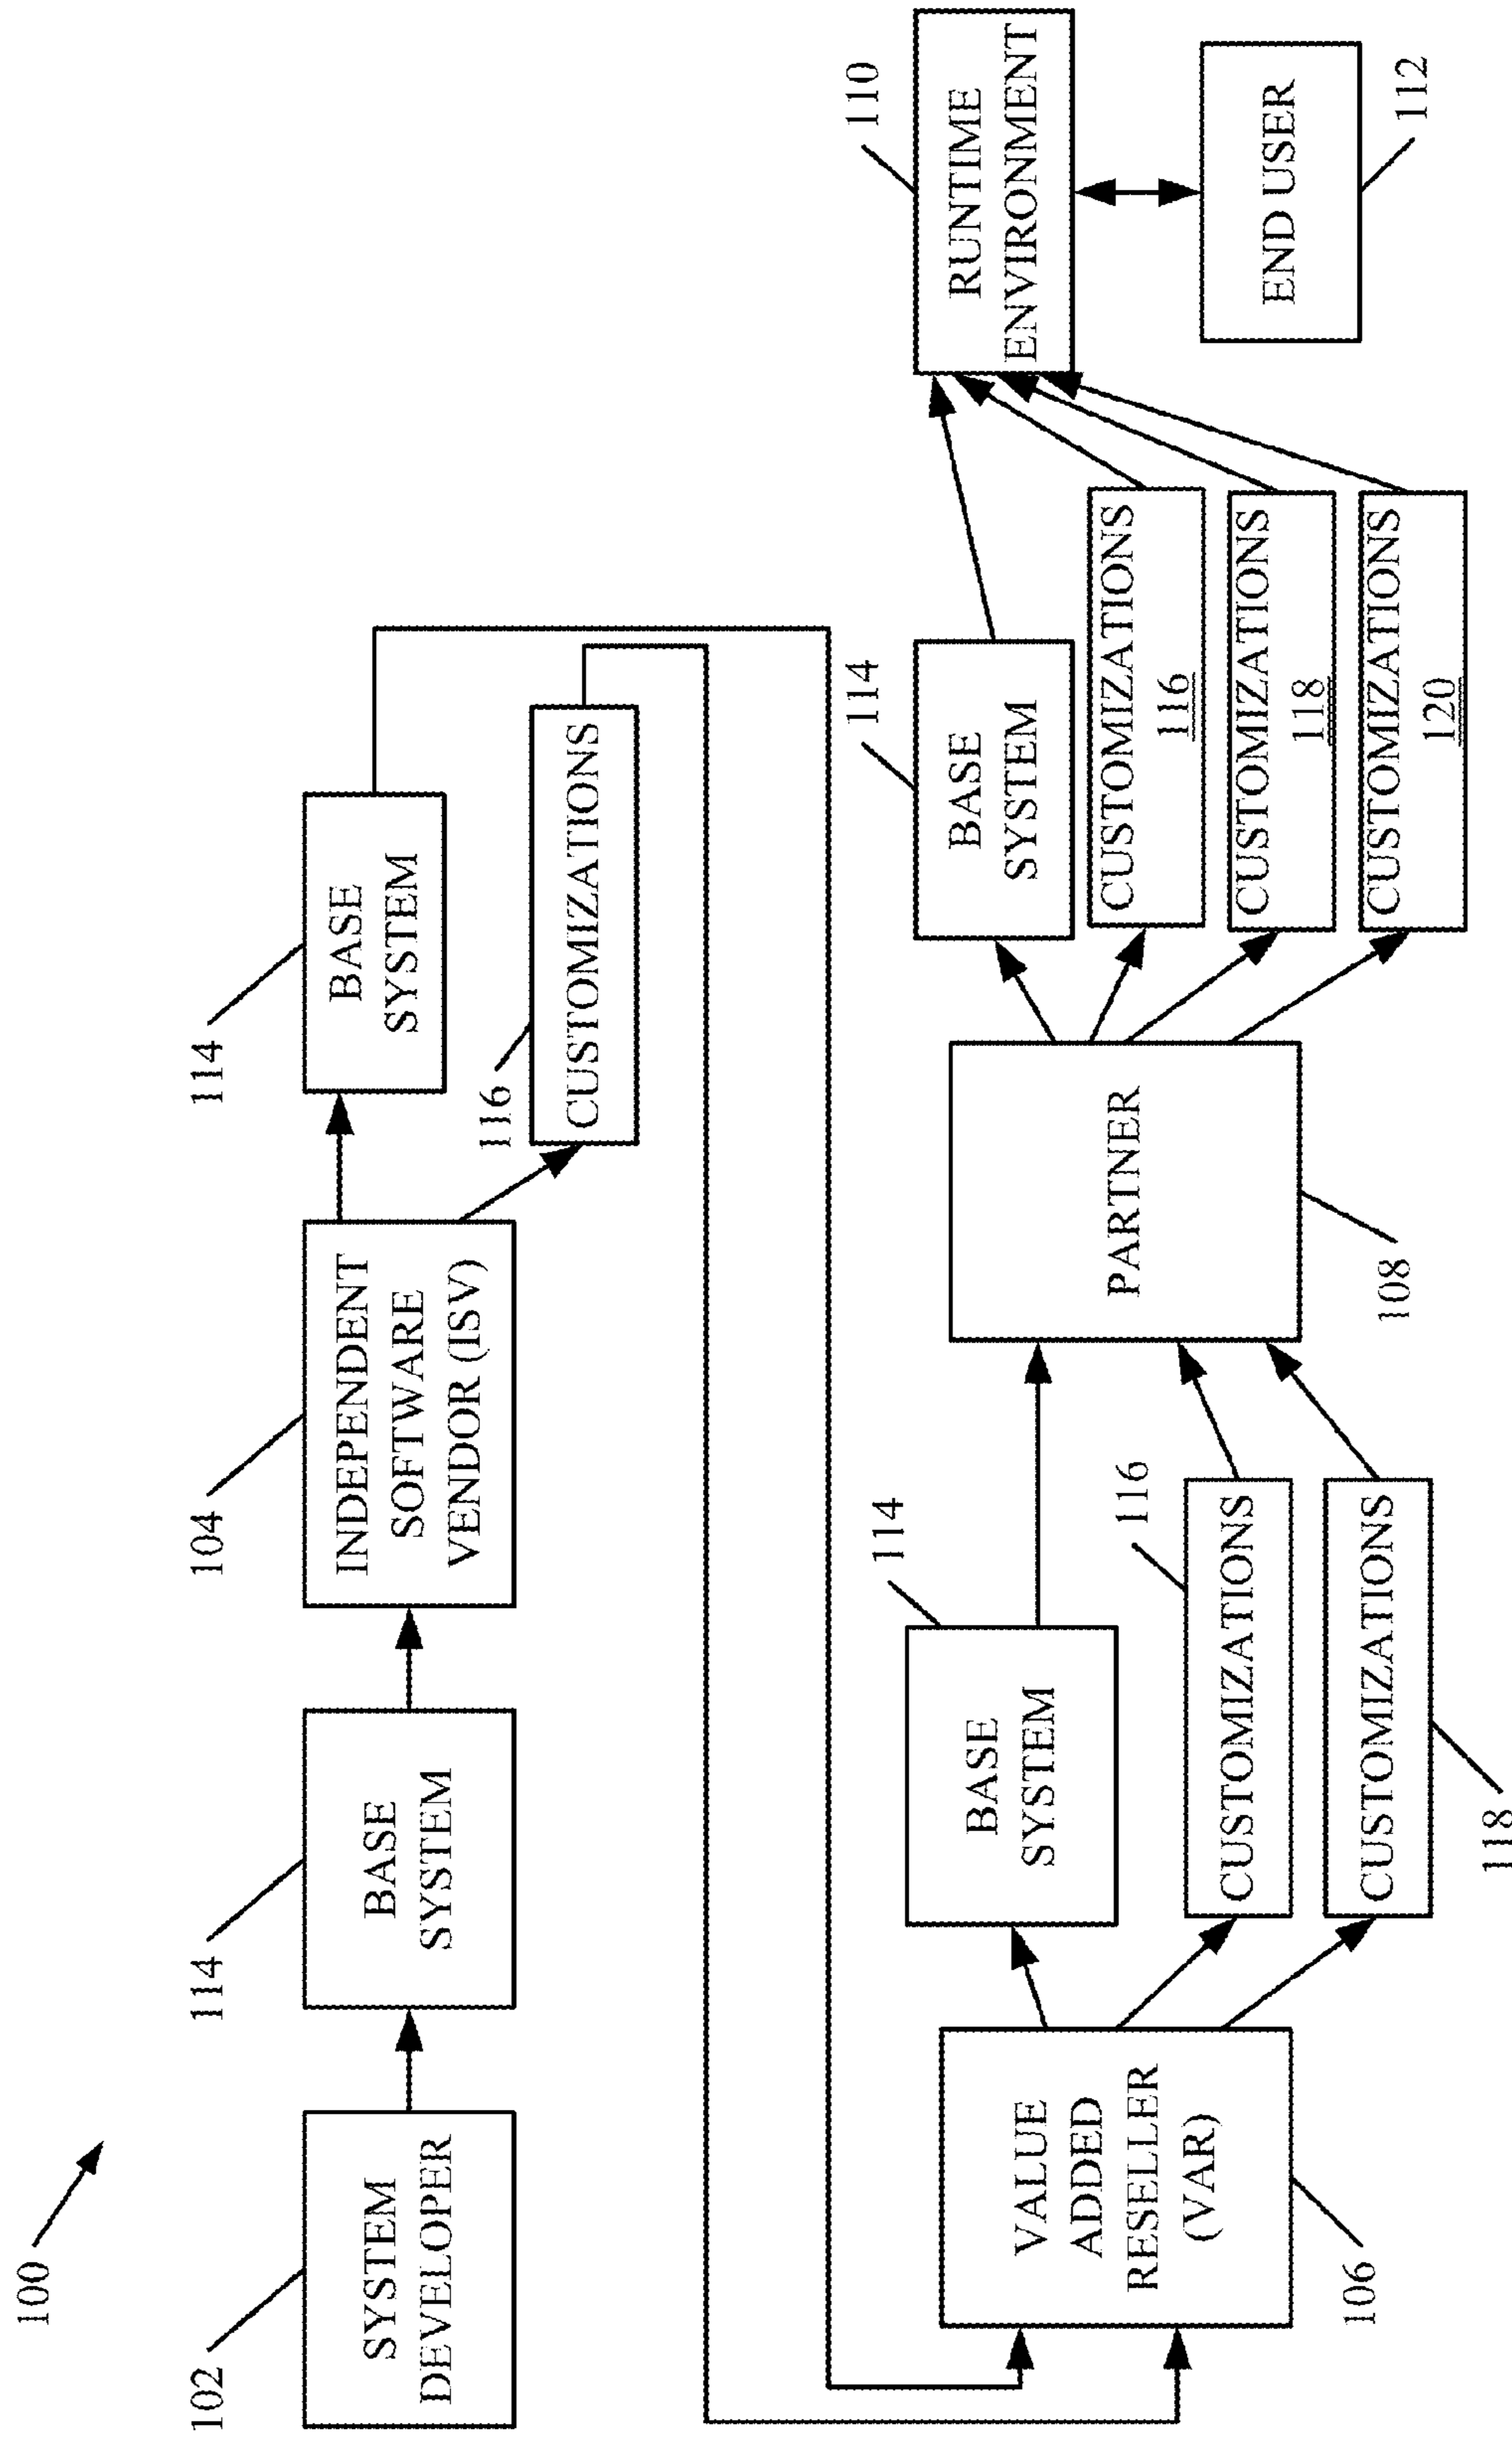 100
102
SYSTEM
DEVELOPER
114
BASE
SYSTEM
104
INDEPENDENT
SOFTWARE
VENDOR (ISV)
114
BASE
SYSTEM
116
CUSTOMIZATIONS
VALUE
ADDED
RESELLER
(VAR)
106
114
BASE
SYSTEM
116
CUSTOMIZATIONS
CUSTOMIZATIONS
118
PARTNER
108
114
BASE
SYSTEM
CUSTOMIZATIONS
116
CUSTOMIZATIONS
118
CUSTOMIZATIONS
120
110
RUNTIME
ENVIRONMENT
END USER
112